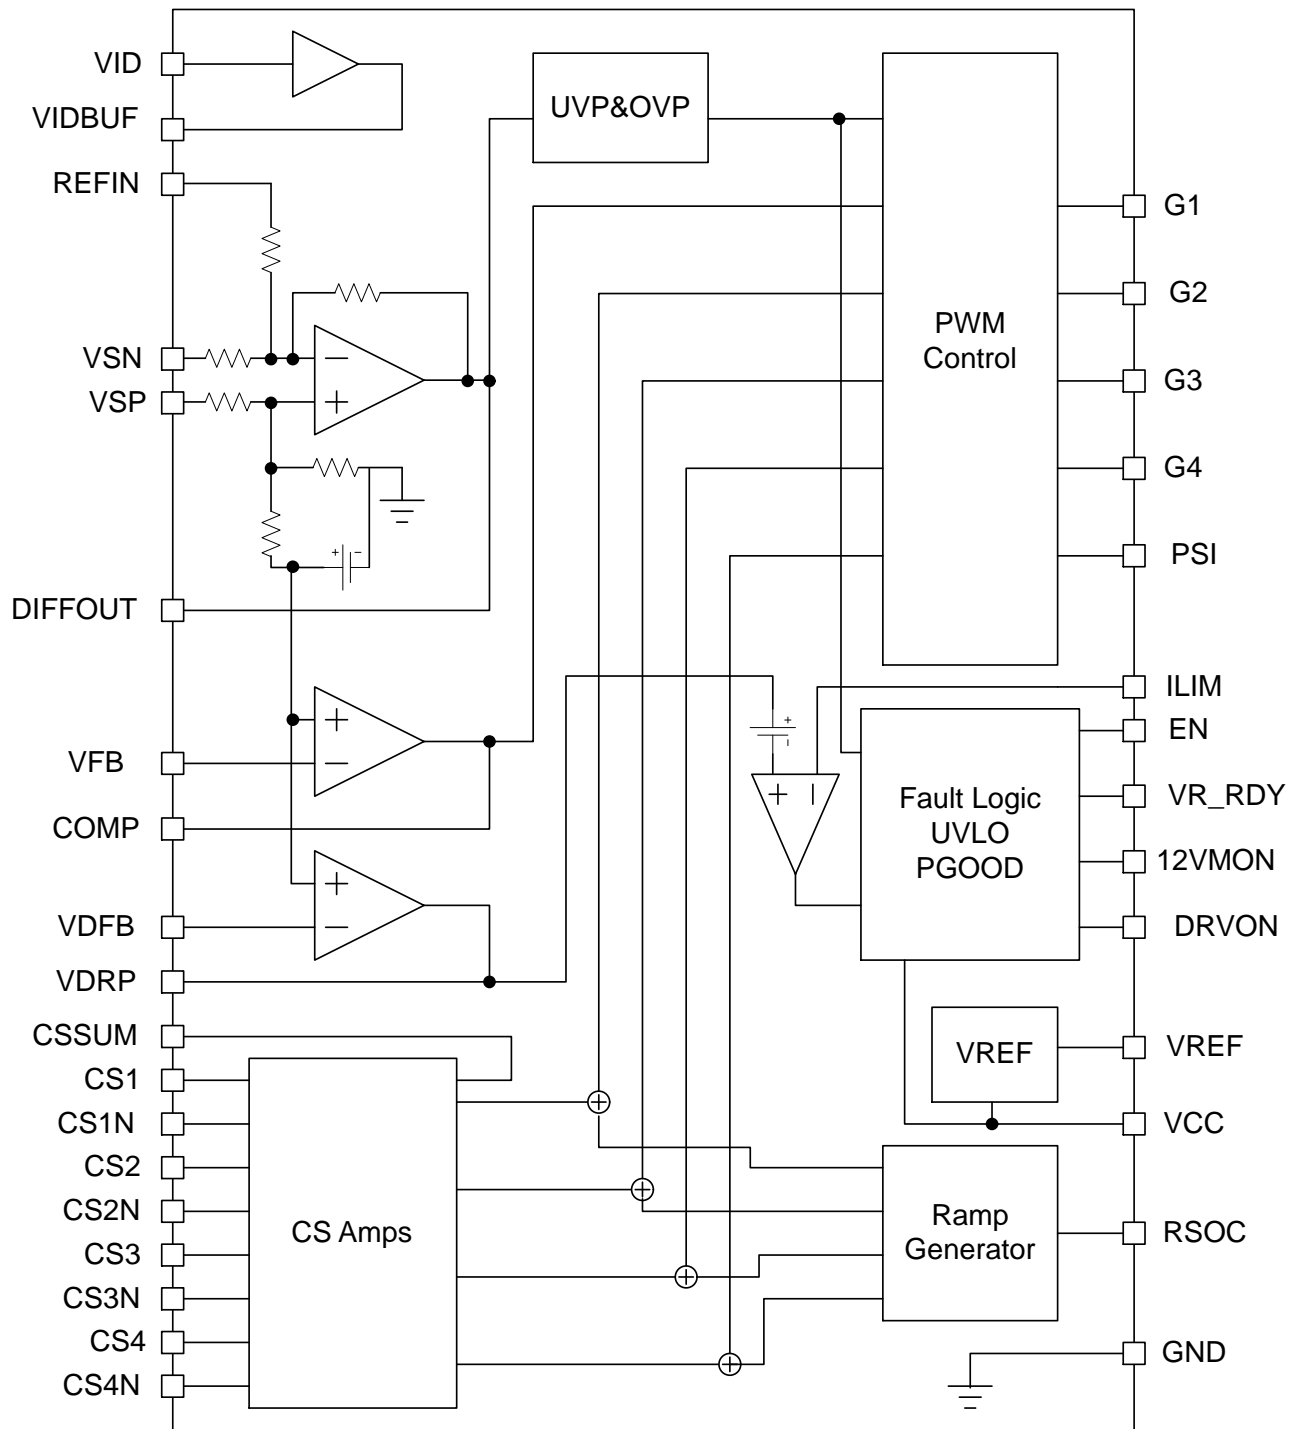 VID
VIDBUF
REFIN
VSN
VSP
DIFFOUT
VFB
COMP
VDFB
VDRP
CSSUM
CS1
CS1N
CS2
CS2N
CS3
CS3N
CS4
CS4N
UVP&OVP
PWM
Control
Fault Logic
UVLO
PGOOD
VREF
CS Amps
Ramp
Generator
G1
G2
G3
G4
PSI
ILIM
EN
VR_RDY
12VMON
DRVON
VREF
VCC
RSOC
GND